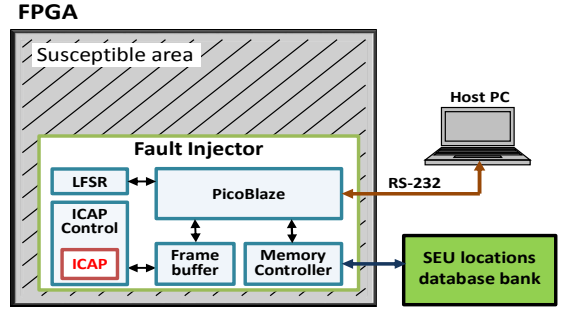 FPGA
Susceptible area
Host PC
Fault Injector
LFSR
PicoBlaze
RS-232
ICAP
Control
ICAP
Frame
buffer
Memory
Controller
SEU locations
database bank